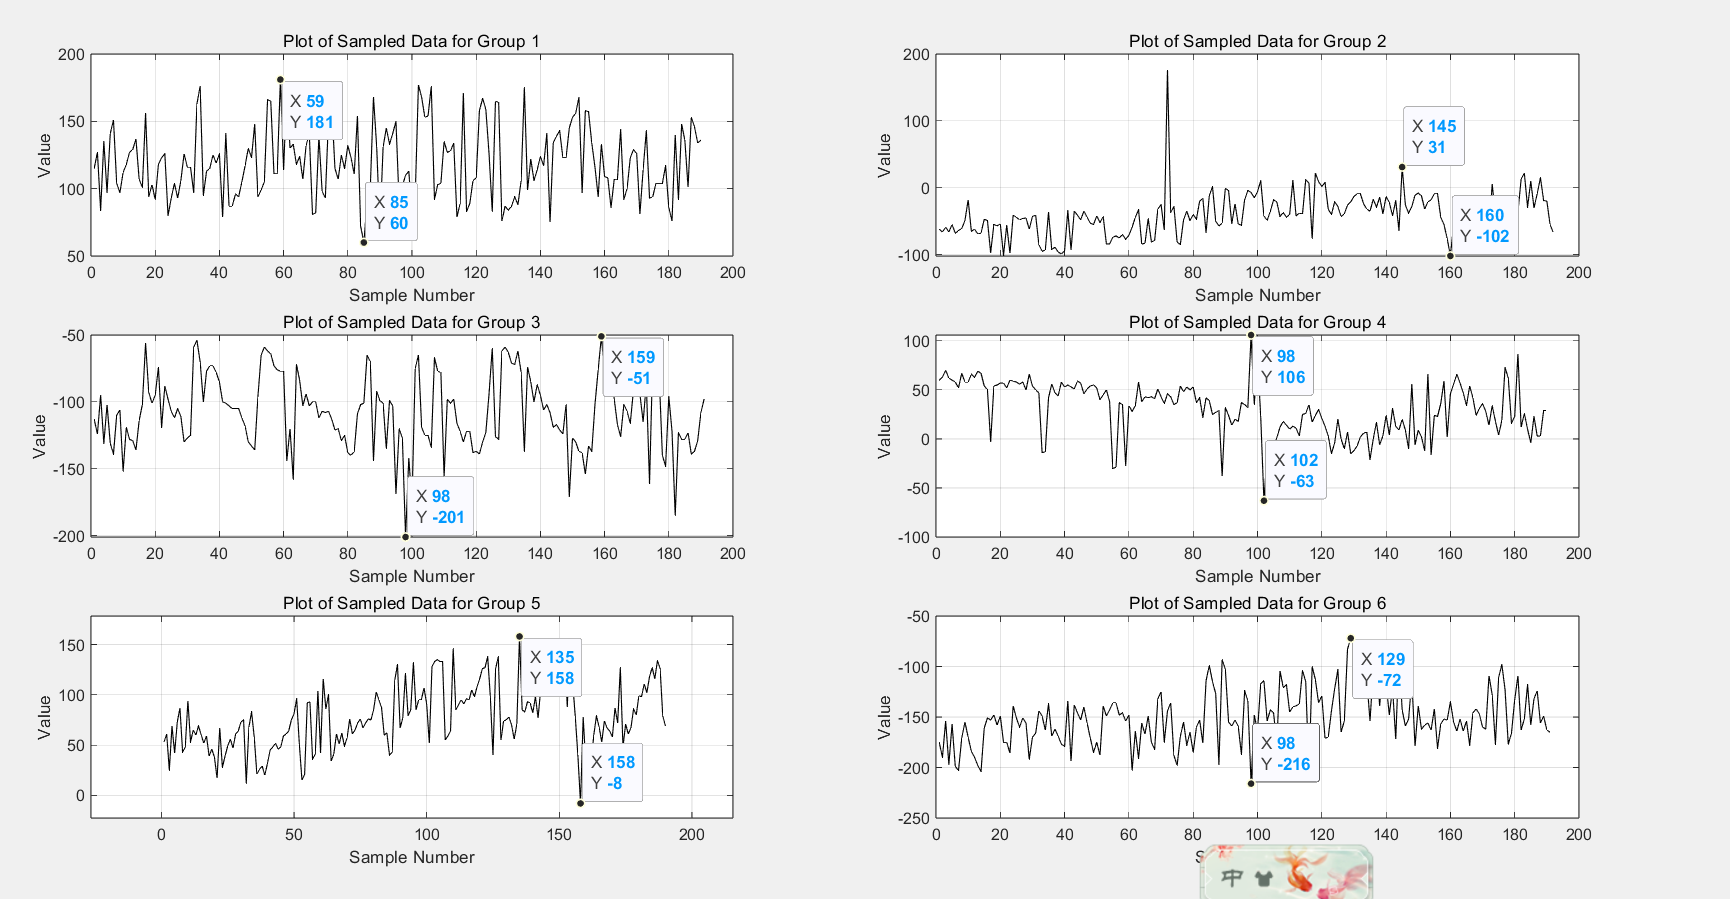 Plot of Sampled Data for Group 1
200
150
100
50
Value
X 59
Y 181
X 85
Y 60
0 20 40 60 80 100 120 140 160 180 200
Sample Number
Plot of Sampled Data for Group 2
200
100
0
-100
Value
X 145
Y 31
X 160
Y -102
0 20 40 60 80 100 120 140 160 180 200
Sample Number
Plot of Sampled Data for Group 3
-50
-100
-150
-200
Value
X 159
Y -51
X 98
Y -201
0 20 40 60 80 100 120 140 160 180 200
Sample Number
Plot of Sampled Data for Group 4
100
50
0
-50
-100
Value
X 98
Y 106
X 102
Y -63
0 20 40 60 80 100 120 140 160 180 200
Sample Number
Plot of Sampled Data for Group 5
150
100
50
0
Value
X 135
Y 158
X 158
Y -8
0 50 100 150 200
Sample Number
Plot of Sampled Data for Group 6
-50
-100
-150
-200
-250
Value
X 129
Y -72
X 98
Y -216
0 20 40 60 80 100 120 140 160 180 200
中